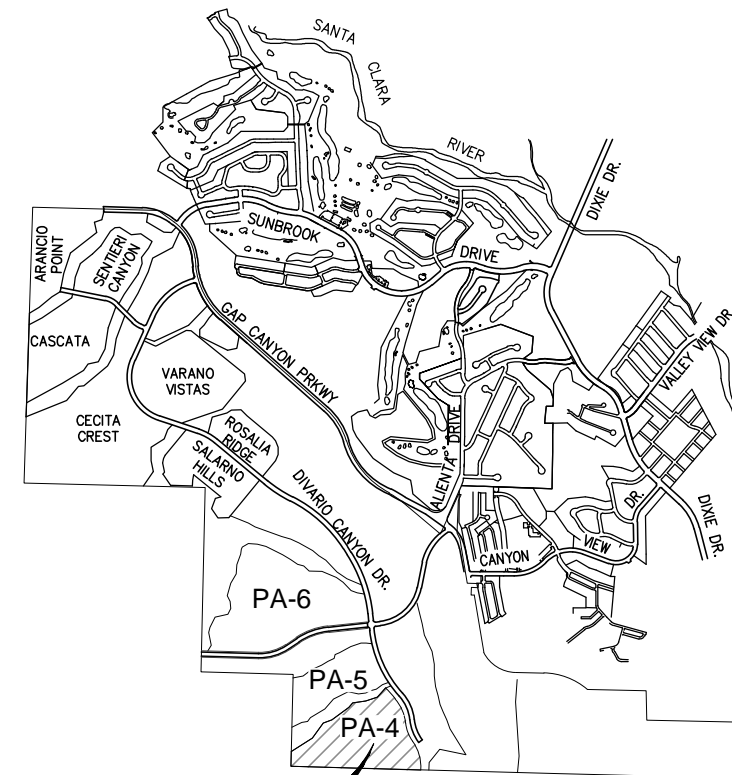 SANTA
CLARA
RIVER
DIXIE DR.
SUNBROOK
DRIVE
ARANCIO
POINT
SENTIERI
CANYON
GAP CANYON PRKWY
VALLEY VIEW DR
CASCATA
VARANO
VISTAS
CECITA
CREST
ROSALIA
RIDGE
SALARNO
HILLS
ALIENTA DRIVE
DIVARIO CANYON DR.
CANYON
VIEW
DR.
DIXIE DR.
PA-6
PA-5
PA-4